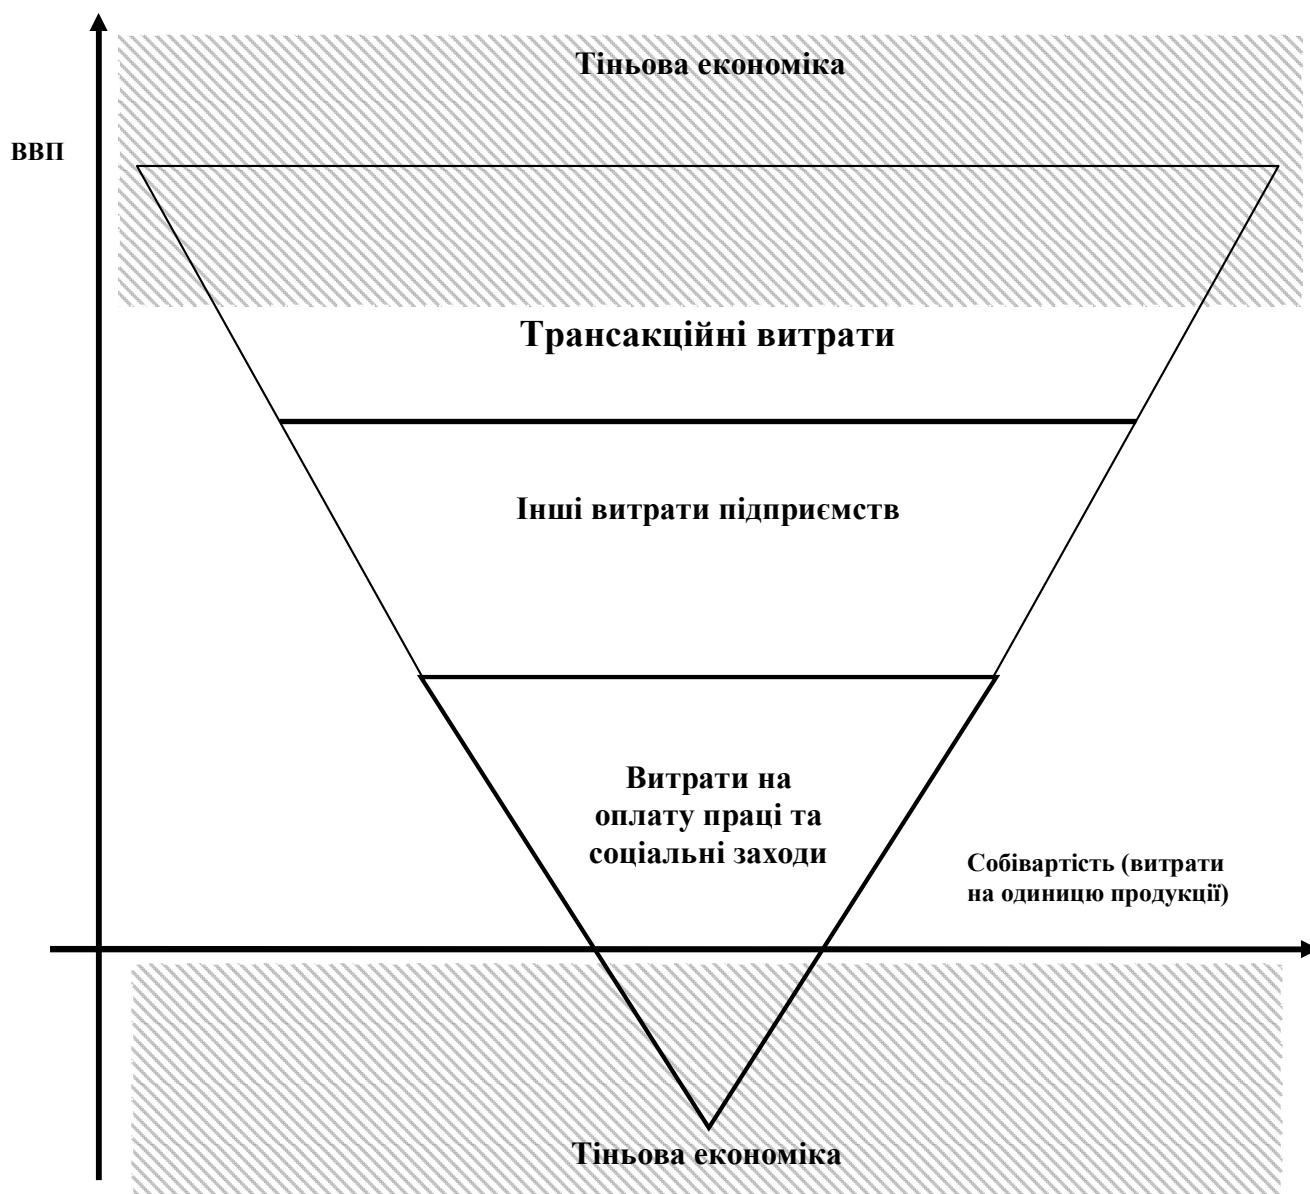 Тіньова економіка
ВВП
Трансакційні витрати
Інші витрати підприємств
Витрати на
оплату праці та
соціальні заходи
Собівартість (витрати
на одиницю продукції)
Тіньова економіка